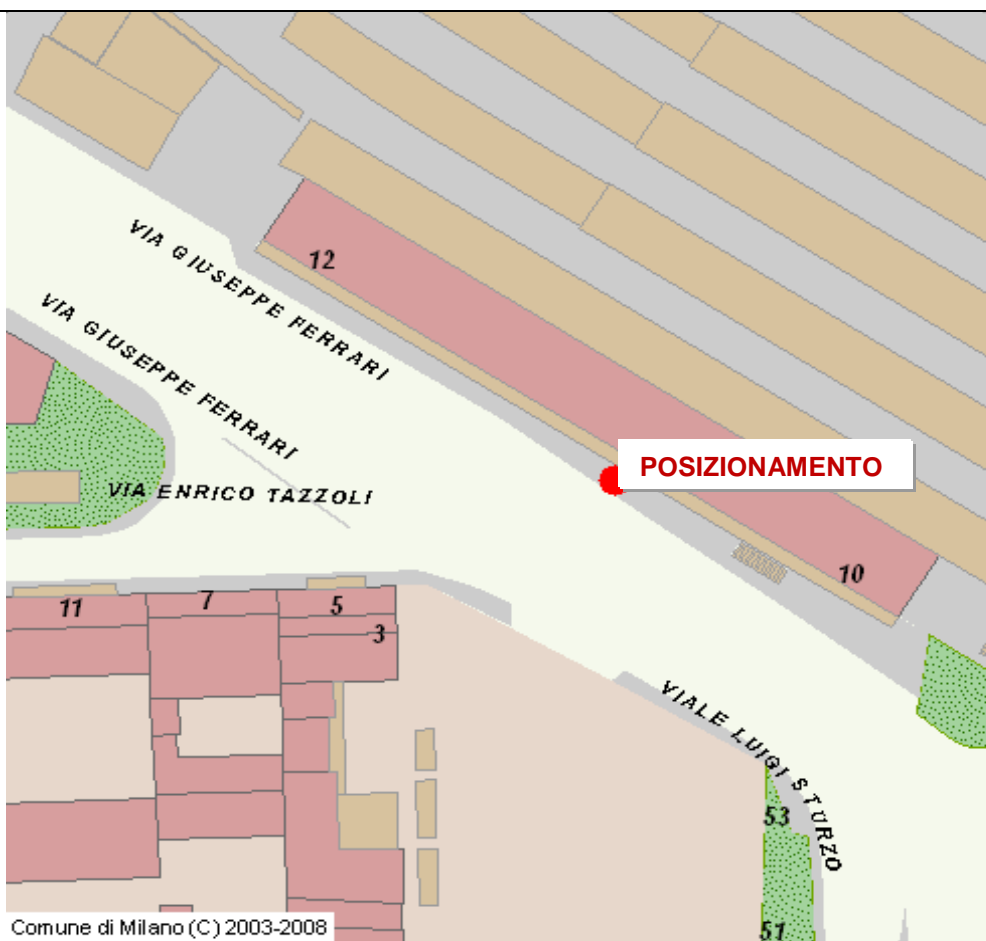 VIA GIUSEPPE FERRARI
12
VIA GIUSEPPE FERRARI
POSIZIONAMENTO
VIA ENRICO TAZZOLI
10
11
7
5
3
VIALE LUIGI STURZO
53
51
Comune di Milano (C) 2003-2008